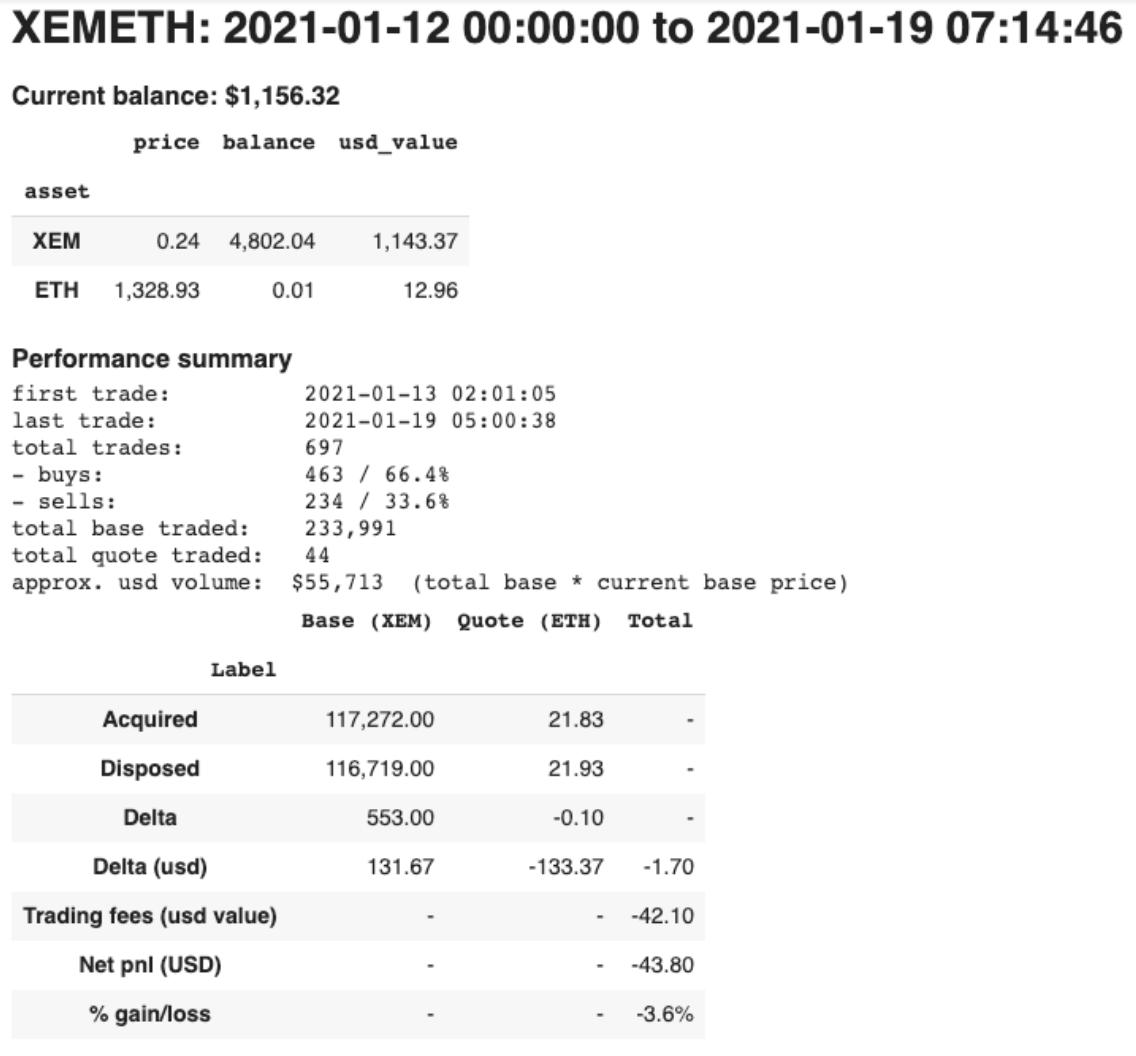 XEMETH: 2021-01-12 00:00:00 to 2021-01-19 07:14:46
Current balance: $1,156.32
price balance usd_value
asset
XEM 0.24 4,802.04 1,143.37
ETH 1,328.93 0.01 12.96
Performance summary
first trade: 2021-01-13 02:01:05
last trade: 2021-01-19 05:00:38
total trades: 697
- buys: 463 / 66.4%
- sells: 234 / 33.6%
total base traded: 233,991
total quote traded: 44
approx. usd volume: $55,713 (total base * current base price)
Base (XEM) Quote (ETH) Total
Label
Acquired 117,272.00 21.83 -
Disposed 116,719.00 21.93 -
Delta 553.00 -0.10 -
Delta (usd) 131.67 -133.37 -1.70
Trading fees (usd value) - - -42.10
Net pnl (USD) - - -43.80
% gain/loss - - -3.6%